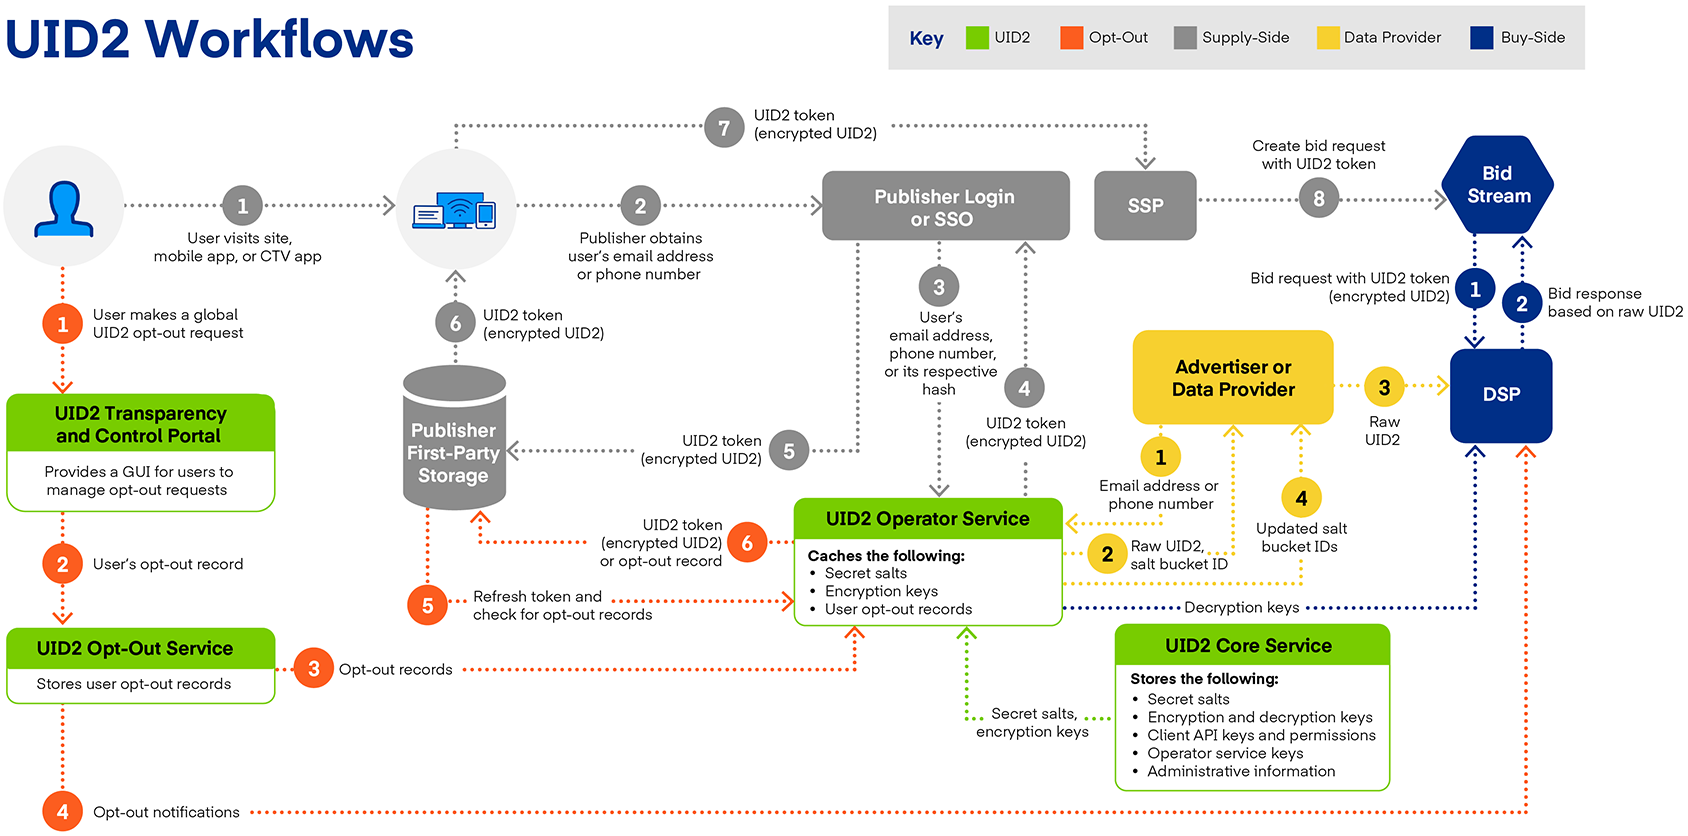 UID2 Workflows
Key
UID2
Opt-Out
Supply-Side
Data Provider
Buy-Side
7
UID2 token
(encrypted UID2)
1
User visits site,
mobile app, or CTV app
2
Publisher obtains
user's email address
or phone number
Publisher Login
or SSO
SSP
Create bid request
with UID2 token
8
Bid
Stream
1
User makes a global
UID2 opt-out request
6
UID2 token
(encrypted UID2)
3
User's
email address,
phone number,
or its respective
hash
4
UID2 token
(encrypted UID2)
Bid request with UID2 token
(encrypted UID2)
1
2
Bid response
based on raw UID2
Advertiser or
Data Provider
3
Raw
UID2
DSP
UID2 Transparency
and Control Portal
Provides a GUI for users to
manage opt-out requests
Publisher
First-Party
Storage
UID2 token
(encrypted UID2)
5
1
Email address or
phone number
4
Updated salt
bucket IDs
2
Raw UID2,
salt bucket ID
2
User's opt-out record
UID2 token
(encrypted UID2)
or opt-out record
6
5
Refresh token and
check for opt-out records
UID2 Operator Service
Caches the following:
• Secret salts
• Encryption keys
• User opt-out records
Decryption keys
UID2 Opt-Out Service
Stores user opt-out records
3
Opt-out records
Secret salts,
encryption keys
UID2 Core Service
Stores the following:
• Secret salts
• Encryption and decryption keys
• Client API keys and permissions
• Operator service keys
• Administrative information
4
Opt-out notifications